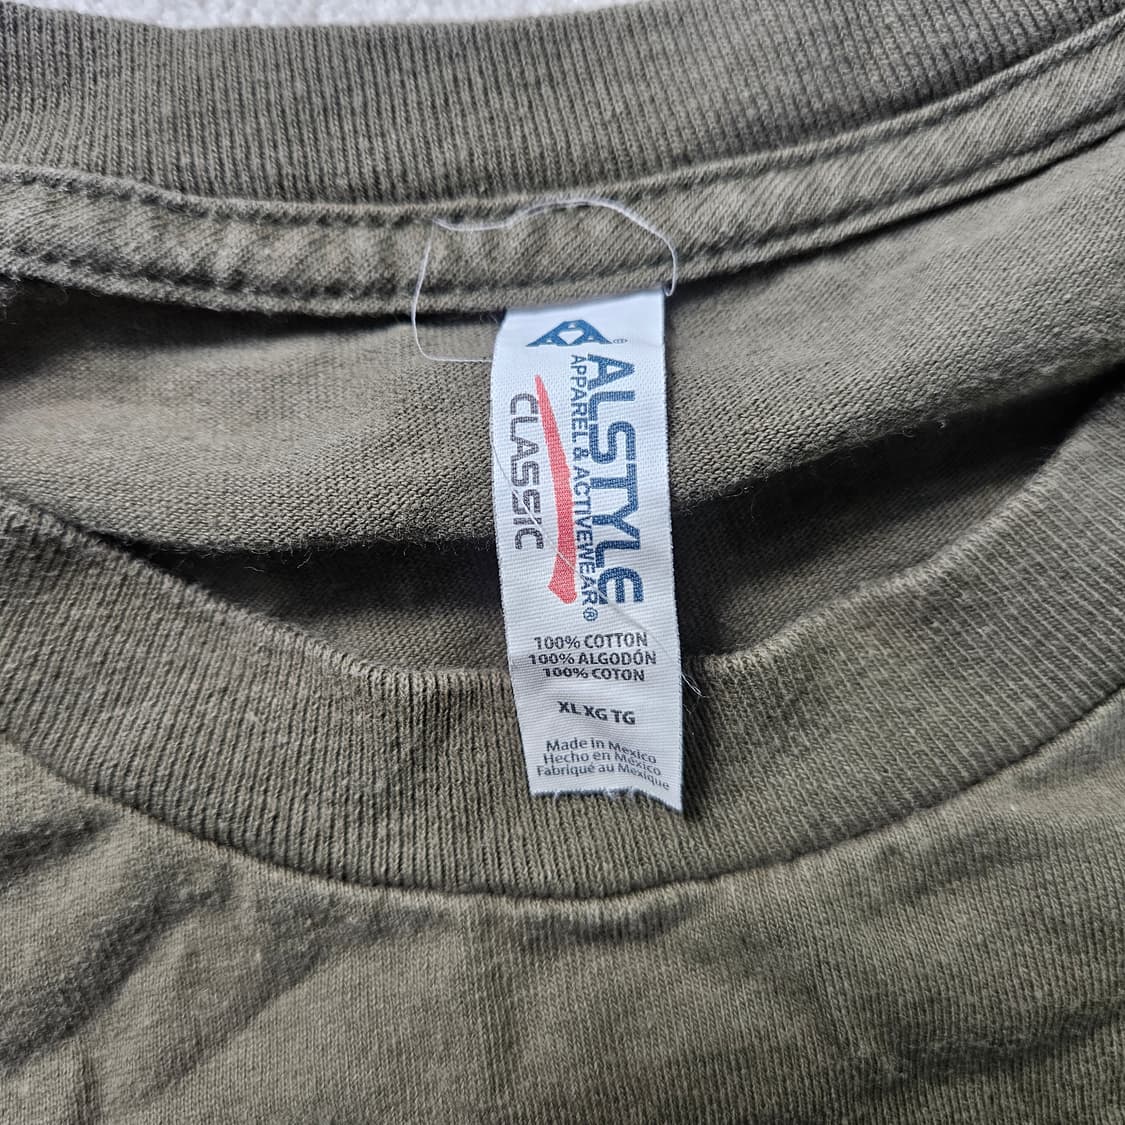 ALSTYLE
APPAREL & ACTIVEWEAR®
CLASSIC
100% COTTON
100% ALGODÓN
100% COTON
XL XG TG
Made in Mexico
Hecho en México
Fabriqué au Mexique